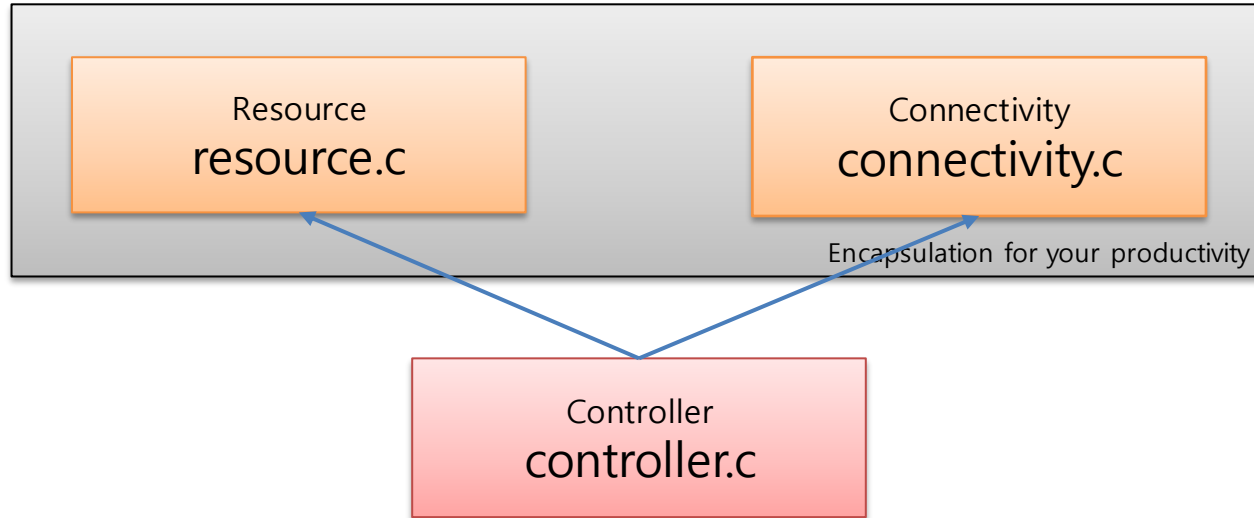 Resource
resource.c
Connectivity
connectivity.c
Encapsulation for your productivity
Controller
controller.c